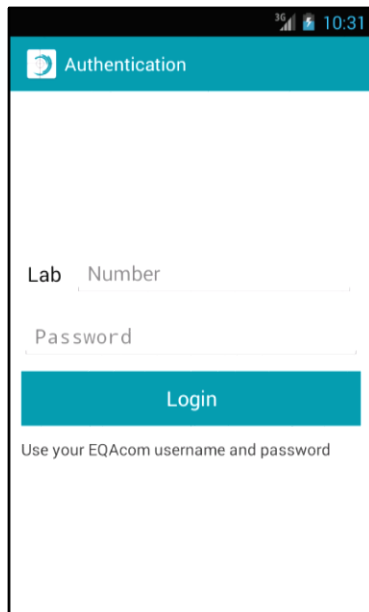 3G 10:31
Authentication
Lab Number
Password
Login
Use your EQAcom username and password